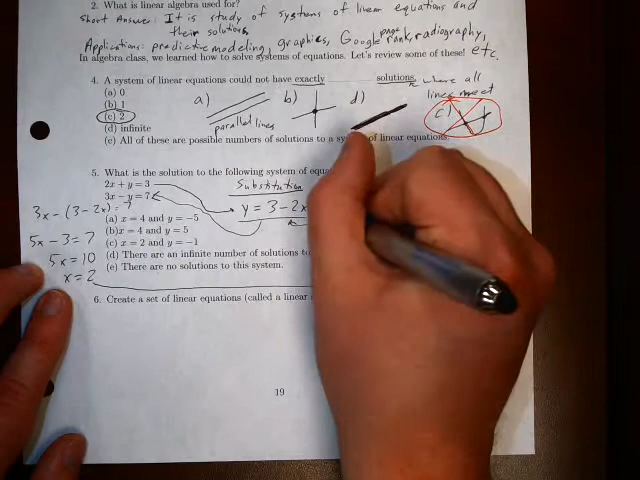 2. What is linear algebra used for?
Short Answer: It is study of systems of linear equations and
their solutions.
Applications: predictive modeling, graphics, Google page rank, radiography, etc.
In algebra class, we learned how to solve systems of equations. Let's review some of these!
4. A system of linear equations could not have exactly ______ solutions, where all
lines meet
(a) 0
(b) 1
(c) 2
(d) infinite
a)
parallel lines
b)
d)
c)
(e) All of these are possible numbers of solutions to a system of linear equations.
5. What is the solution to the following system of
2x + y = 3
3x - y = 7
Substitution
y = 3 - 2x
3x - (3 - 2x) = 7
5x - 3 = 7
5x = 10
x = 2
(a) x = 4 and y = -5
(b) x = 4 and y = 5
(c) x = 2 and y = -1
(d) There are an infinite number of solutions to
(e) There are no solutions to this system.
6. Create a set of linear equations (called a linear
19